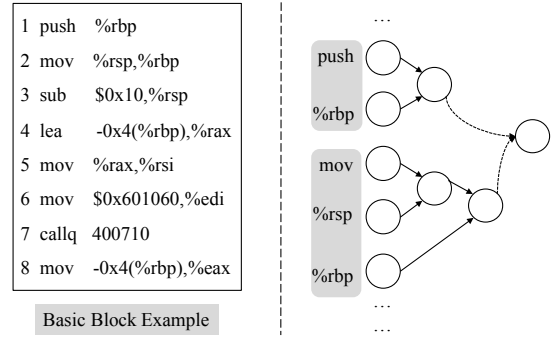 1 push %rbp
2 mov %rsp,%rbp
3 sub $0x10,%rsp
4 lea -0x4(%rbp),%rax
5 mov %rax,%rsi
6 mov $0x601060,%edi
7 callq 400710
8 mov -0x4(%rbp),%eax
Basic Block Example
...
push
%rbp
mov
%rsp
%rbp
...
...